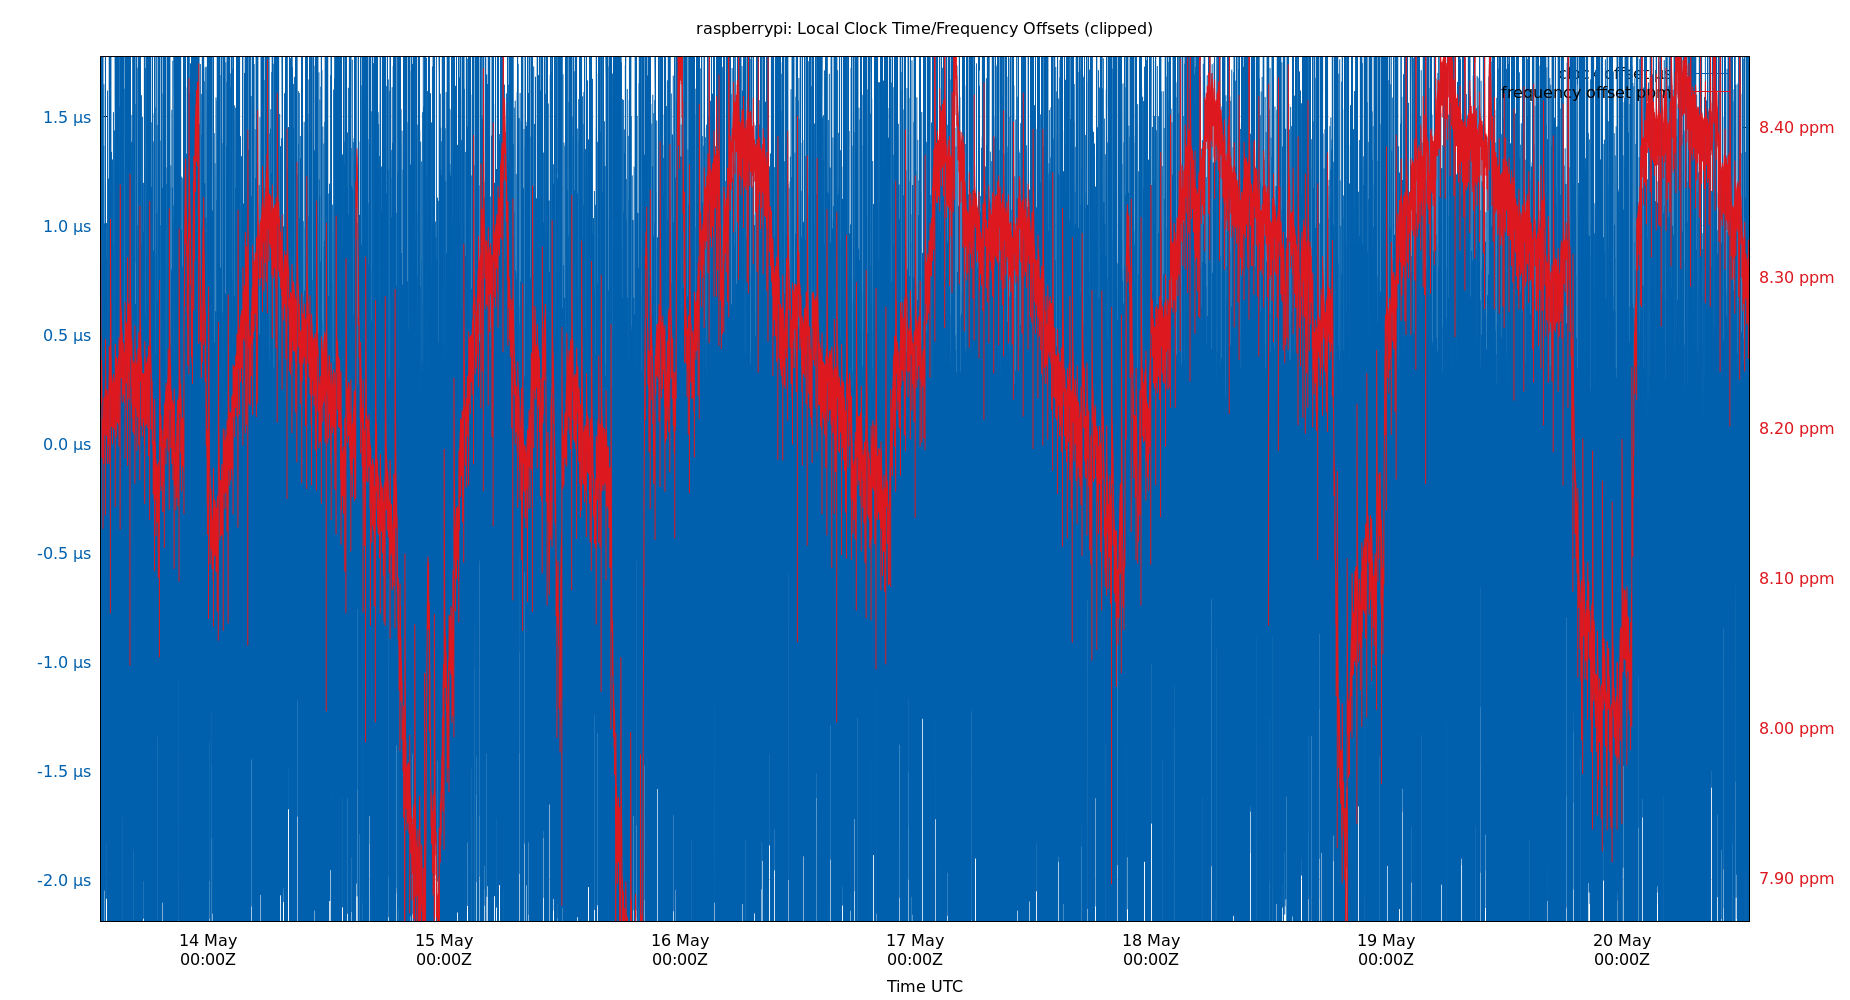 raspberrypi: Local Clock Time/Frequency Offsets (clipped)
clock offset µs
frequency offset ppm
1.5 µs
1.0 µs
0.5 µs
0.0 µs
-0.5 µs
-1.0 µs
-1.5 µs
-2.0 µs
8.40 ppm
8.30 ppm
8.20 ppm
8.10 ppm
8.00 ppm
7.90 ppm
14 May 15 May 16 May 17 May 18 May 19 May 20 May
00:00Z 00:00Z 00:00Z 00:00Z 00:00Z 00:00Z 00:00Z
Time UTC